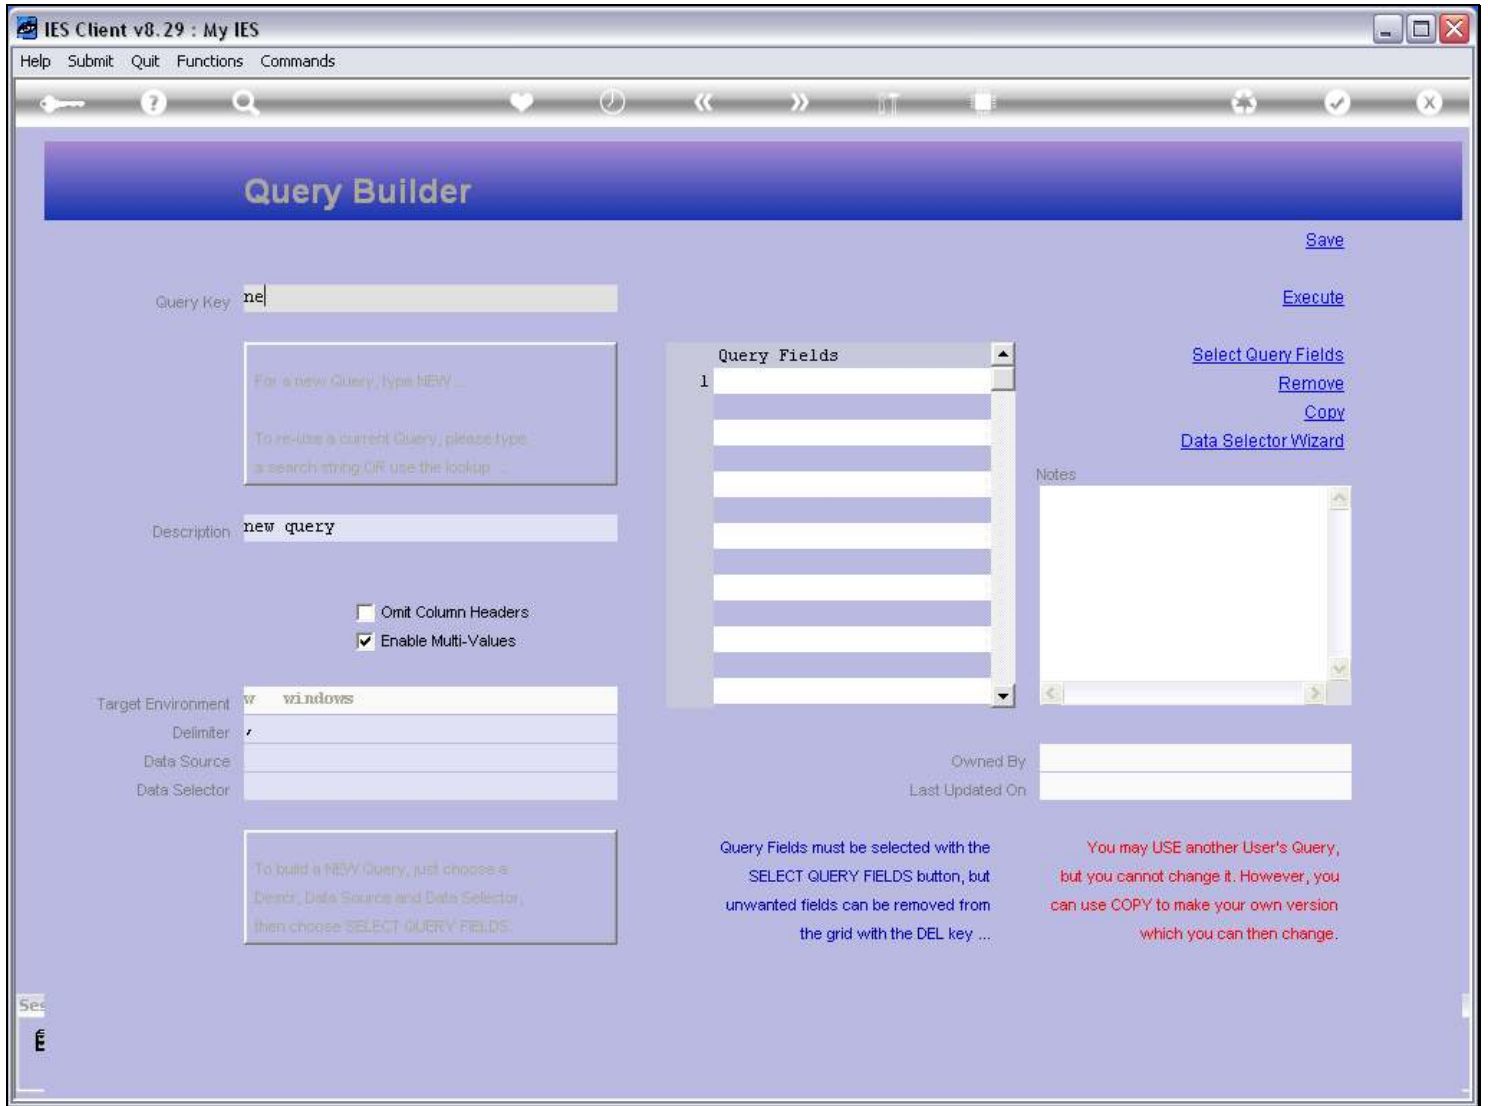 IES Client v8.29 : My IES
Help Submit Quit Functions Commands
Query Builder
Save
Query Key ne
Execute
For a new Query, type NEW ...
To re-use a current Query, please type
a search string OR use the lookup ...
Query Fields
1
Select Query Fields
Remove
Copy
Data Selector Wizard
Notes
Description new query
Omit Column Headers
Enable Multi-Values
Target Environment w windows
Delimiter ,
Data Source
Data Selector
Owned By
Last Updated On
To build a NEW Query, just choose a
Descr, Data Source and Data Selector,
then choose SELECT QUERY FIELDS.
Query Fields must be selected with the
SELECT QUERY FIELDS button, but
unwanted fields can be removed from
the grid with the DEL key ...
You may USE another User's Query,
but you cannot change it. However, you
can use COPY to make your own version
which you can then change.
Ses